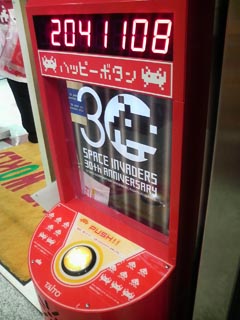 2041108
ハッピーボタン
30
SPACE INVADERS
30th ANNIVERSARY
PUSH!!
TAITO